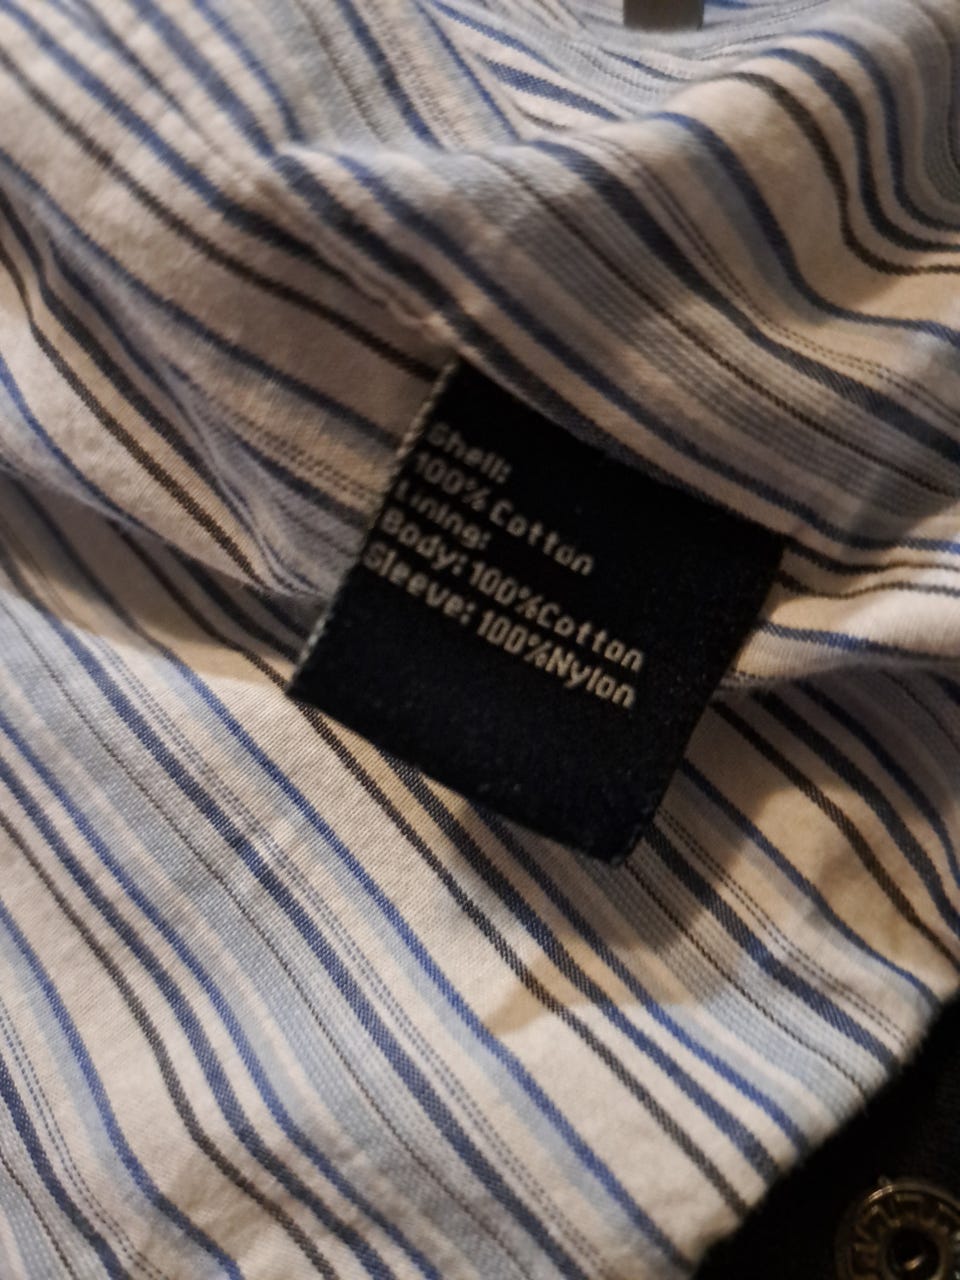 Shell:
100% Cotton
Lining:
Body: 100%Cotton
Sleeve: 100%Nylon